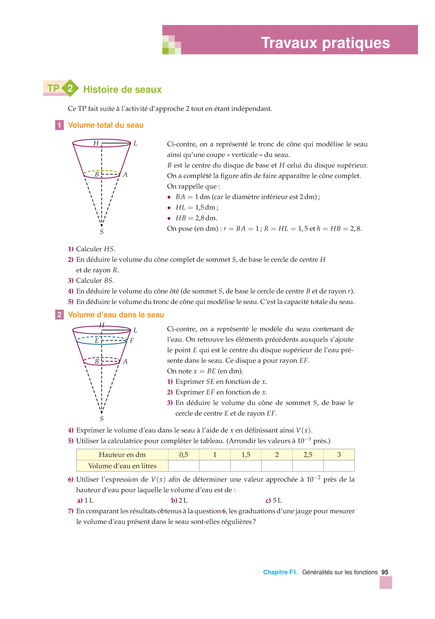 Travaux pratiques
TP 2 Histoire de seaux
Ce TP fait suite à l'activité d'approche 2 tout en étant indépendant.
1 Volume total du seau
H L
B A
S
Ci-contre, on a représenté le tronc de cône qui modélise le seau
ainsi qu'une coupe « verticale » du seau.
B est le centre du disque de base et H celui du disque supérieur.
On a complété la figure afin de faire apparaître le cône complet.
On rappelle que :
• BA = 1 dm (car le diamètre inférieur est 2 dm) ;
• HL = 1,5 dm ;
• HB = 2,8 dm.
On pose (en dm) : r = BA = 1 ; R = HL = 1,5 et h = HB = 2,8.
1) Calculer HS.
2) En déduire le volume du cône complet de sommet S, de base le cercle de centre H
et de rayon R.
3) Calculer BS.
4) En déduire le volume du cône ôté (de sommet S, de base le cercle de centre B et de rayon r).
5) En déduire le volume du tronc de cône qui modélise le seau. C'est la capacité totale du seau.
2 Volume d'eau dans le seau
H L
E F
B A
S
Ci-contre, on a représenté le modèle du seau contenant de
l'eau. On retrouve les éléments précédents auxquels s'ajoute
le point E qui est le centre du disque supérieur de l'eau pré-
sente dans le seau. Ce disque a pour rayon EF.
On note x = BE (en dm).
1) Exprimer SE en fonction de x.
2) Exprimer EF en fonction de x.
3) En déduire le volume du cône de sommet S, de base le
cercle de centre E et de rayon EF.
4) Exprimer le volume d'eau dans le seau à l'aide de x en définissant ainsi V(x).
5) Utiliser la calculatrice pour compléter le tableau. (Arrondir les valeurs à 10⁻¹ près.)
Hauteur en dm 0,5 1 1,5 2 2,5 3
Volume d'eau en litres
6) Utiliser l'expression de V(x) afin de déterminer une valeur approchée à 10⁻² près de la
hauteur d'eau pour laquelle le volume d'eau est de :
a) 1 L b) 2 L c) 5 L
7) En comparant les résultats obtenus à la question 6, les graduations d'une jauge pour mesurer
le volume d'eau présent dans le seau sont-elles régulières ?
Chapitre F1. Généralités sur les fonctions 95